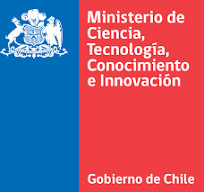 Ministerio de
Ciencia,
Tecnología,
Conocimiento
e Innovación
Gobierno de Chile